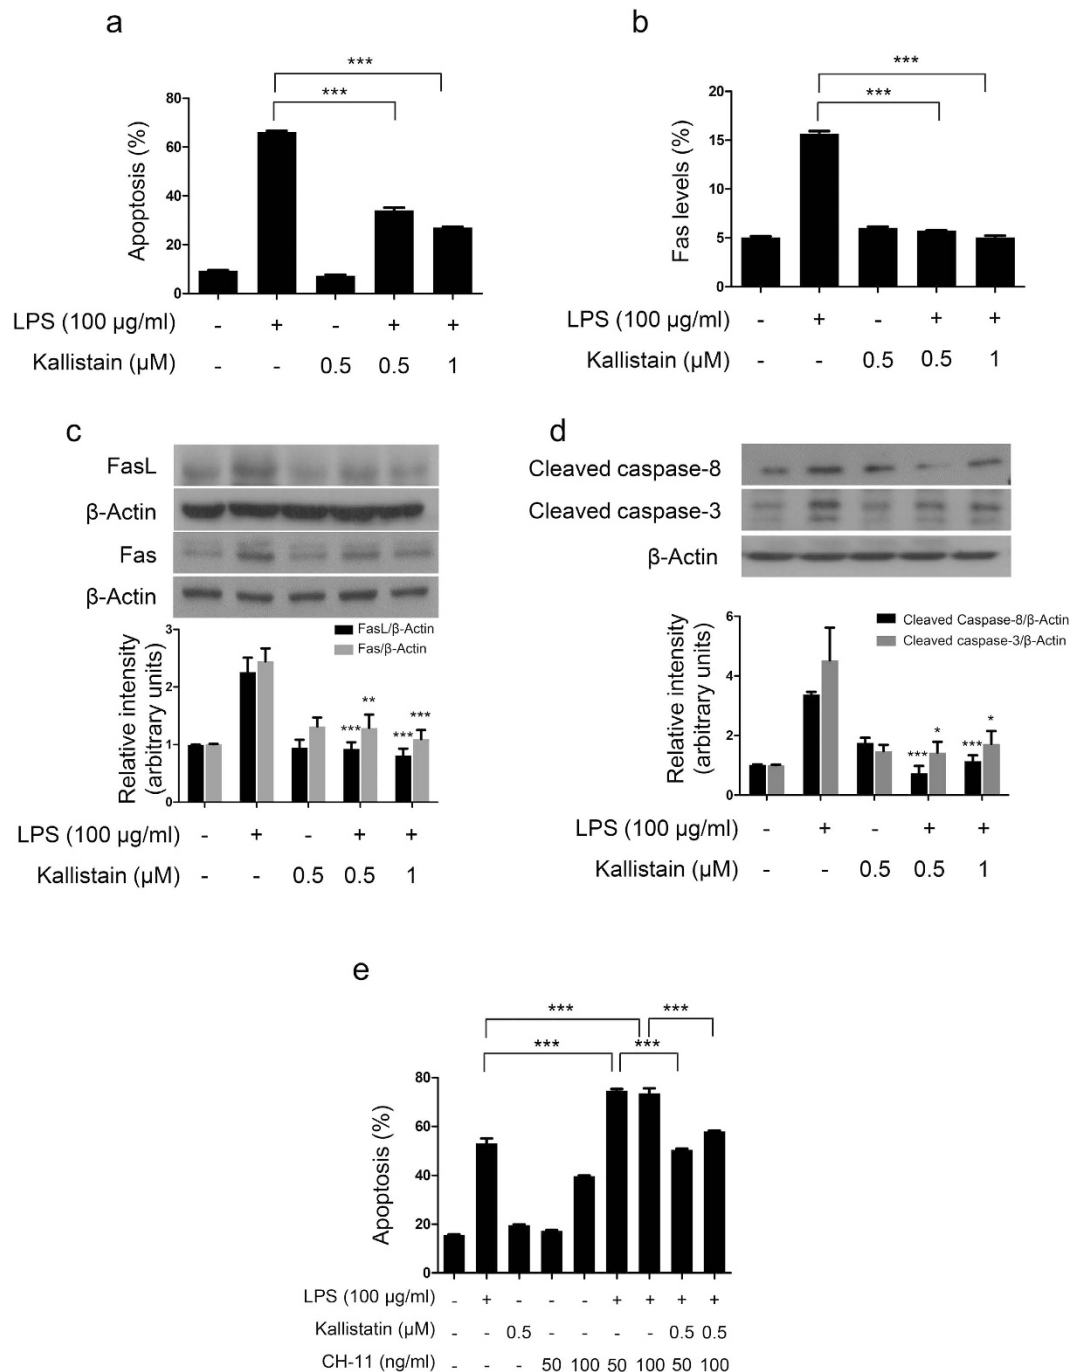 a
***
***
Apoptosis (%)
80
60
40
20
0
LPS (100 µg/ml) - + - + +
Kallistain (µM) - - 0.5 0.5 1
b
***
***
Fas levels (%)
20
15
10
5
0
LPS (100 µg/ml) - + - + +
Kallistain (µM) - - 0.5 0.5 1
c
FasL
β-Actin
Fas
β-Actin
FasL/β-Actin
Fas/β-Actin
Relative intensity
(arbitrary units)
3
2
1
0
*** ** *** ***
LPS (100 µg/ml) - + - + +
Kallistain (µM) - - 0.5 0.5 1
d
Cleaved caspase-8
Cleaved caspase-3
β-Actin
Cleaved Caspase-8/β-Actin
Cleaved caspase-3/β-Actin
Relative intensity
(arbitrary units)
6
4
2
0
*** * *** *
LPS (100 µg/ml) - + - + +
Kallistain (µM) - - 0.5 0.5 1
e
*** ***
*** ***
Apoptosis (%)
80
60
40
20
0
LPS (100 µg/ml) - + - - - + + + +
Kallistatin (µM) - - 0.5 - - - - 0.5 0.5
CH-11 (ng/ml) - - - 50 100 50 100 50 100